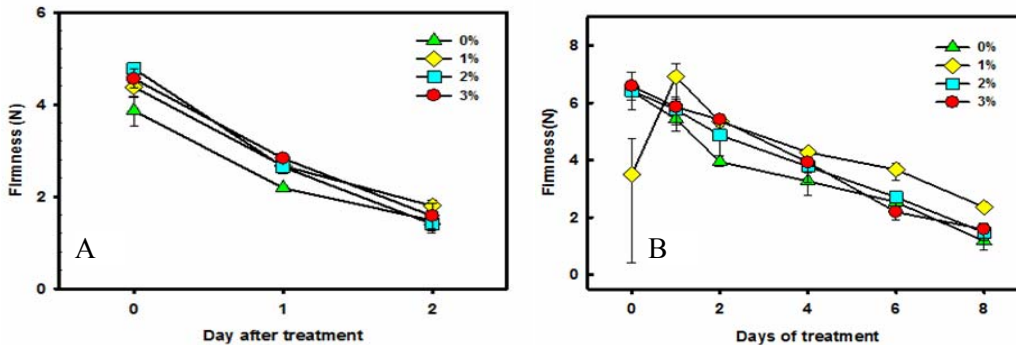 6
4
2
0
Firmness (N)
0%
1%
2%
3%
A
0 1 2
Day after treatment
8
6
4
2
0
Firmness(N)
0%
1%
2%
3%
B
0 2 4 6 8
Days of treatment